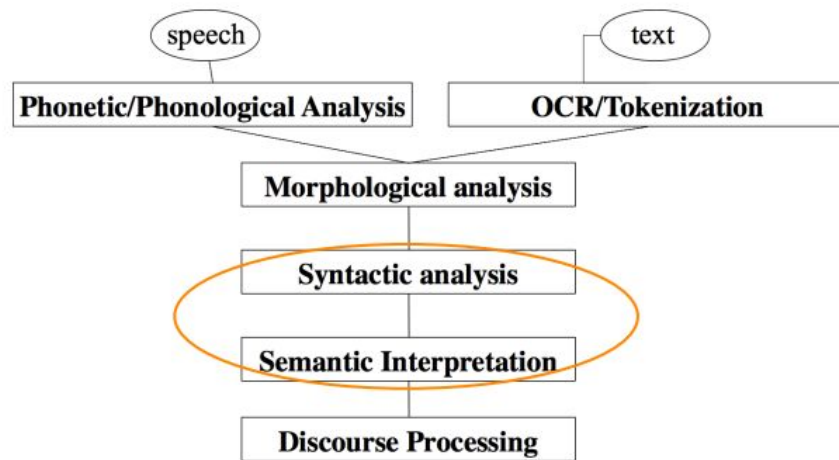 speech
text
Phonetic/Phonological Analysis
OCR/Tokenization
Morphological analysis
Syntactic analysis
Semantic Interpretation
Discourse Processing